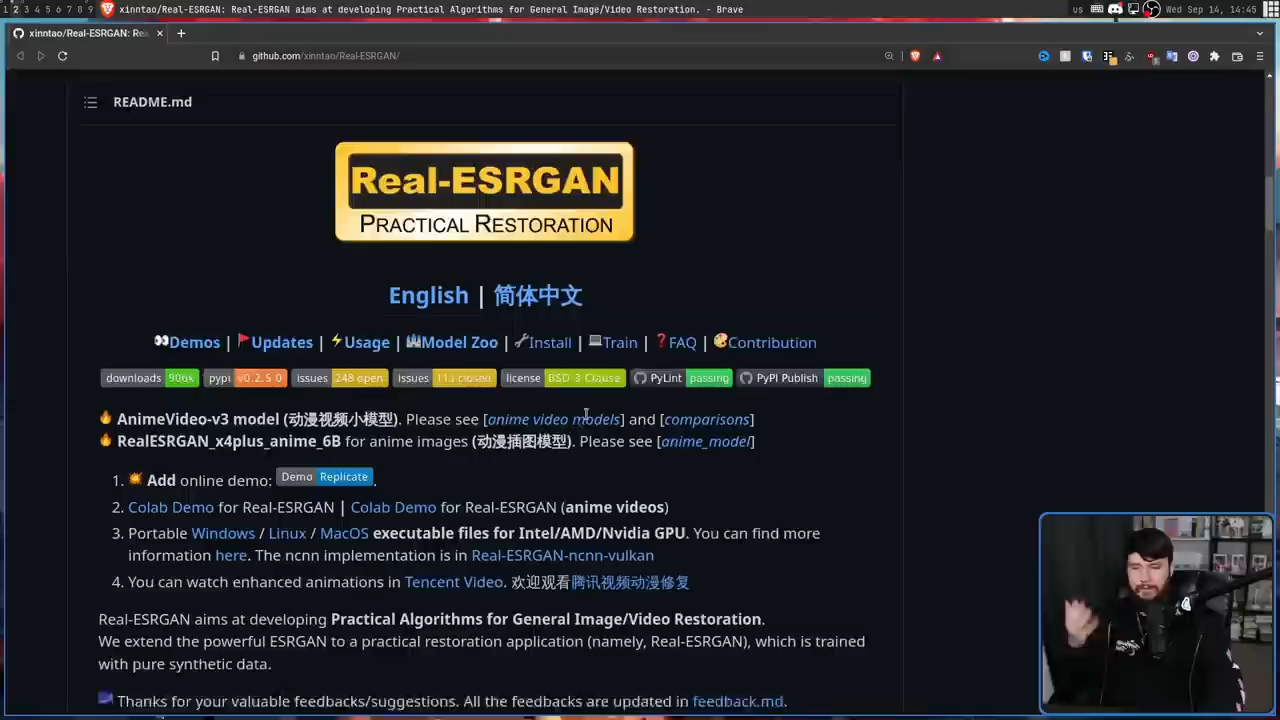 1 2 3 4 5 6 7 8 9 xinntao/Real-ESRGAN: Real-ESRGAN aims at developing Practical Algorithms for General Image/Video Restoration. - Brave us Wed Sep 14, 14:45
xinntao/Real-ESRGAN: Re
github.com/xinntao/Real-ESRGAN/
README.md
Real-ESRGAN
PRACTICAL RESTORATION
English | 简体中文
👀Demos | 🚩Updates | ⚡Usage | 🏰Model Zoo | 🔧Install | 💻Train | ❓FAQ | 🎨Contribution
downloads 906k pypi v0.2.5.0 issues 248 open issues closed license BSD-3-Clause PyLint passing PyPI Publish passing
🔥 AnimeVideo-v3 model (动漫视频小模型). Please see [anime video models] and [comparisons]
🔥 RealESRGAN_x4plus_anime_6B for anime images (动漫插图模型). Please see [anime_model]
1. 💥 Add online demo: Demo Replicate.
2. Colab Demo for Real-ESRGAN | Colab Demo for Real-ESRGAN (anime videos)
3. Portable Windows / Linux / MacOS executable files for Intel/AMD/Nvidia GPU. You can find more
information here. The ncnn implementation is in Real-ESRGAN-ncnn-vulkan
4. You can watch enhanced animations in Tencent Video. 欢迎观看腾讯视频动漫修复
Real-ESRGAN aims at developing Practical Algorithms for General Image/Video Restoration.
We extend the powerful ESRGAN to a practical restoration application (namely, Real-ESRGAN), which is trained
with pure synthetic data.
Thanks for your valuable feedbacks/suggestions. All the feedbacks are updated in feedback.md.